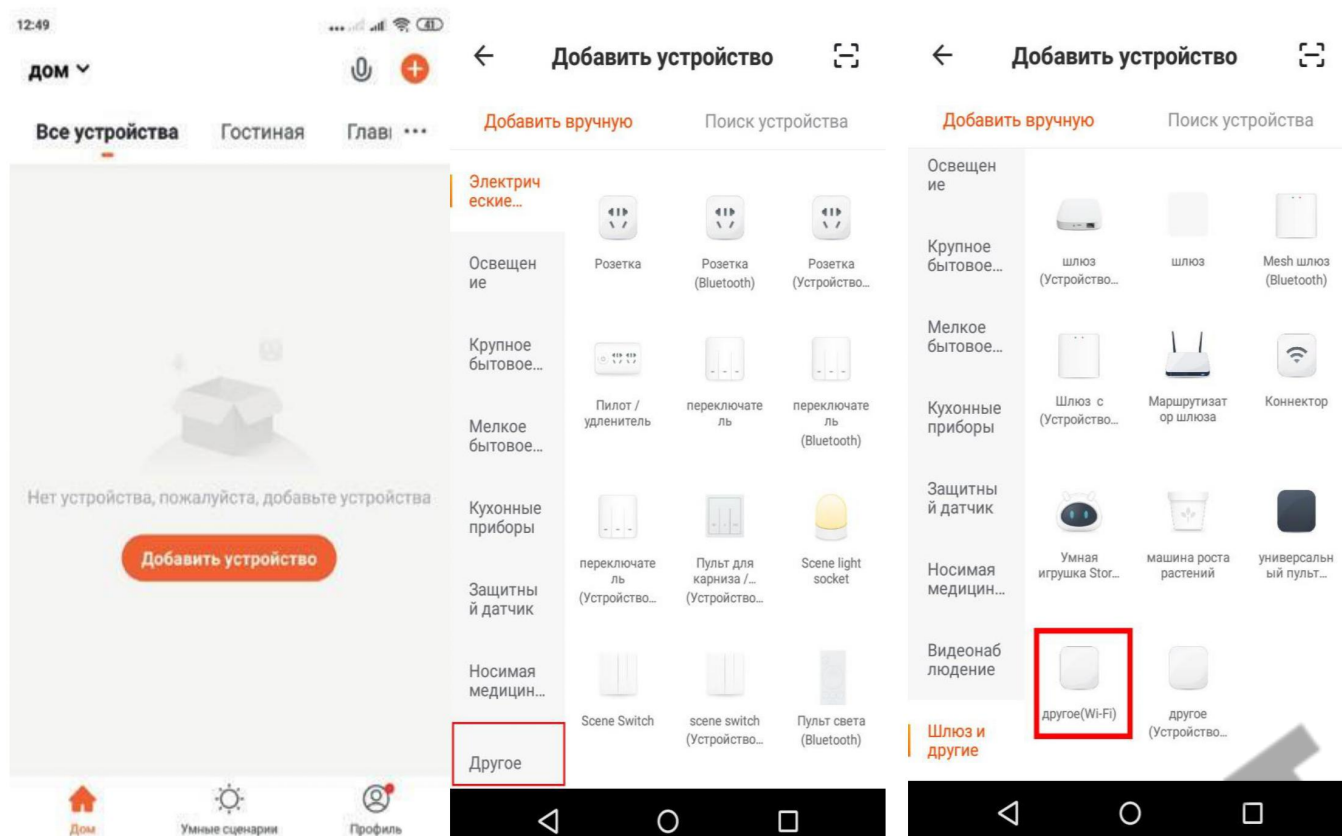 12:49
41
дом
Все устройства Гостиная Главı
Нет устройства, пожалуйста, добавьте устройства
Добавить устройство
Дом Умные сценарии Профиль
Добавить устройство
Добавить вручную Поиск устройства
Электрич
еские...
Освещен
ие
Крупное
бытовое...
Мелкое
бытовое...
Кухонные
приборы
Защитны
й датчик
Носимая
медицин...
Другое
Розетка
Розетка
(Bluetooth)
Розетка
(Устройство...
Пилот /
удленитель
переключате
ль
переключате
ль
(Bluetooth)
переключате
ль
(Устройство...
Пульт для
карниза /...
(Устройство...
Scene light
socket
Scene Switch
scene switch
(Устройство...
Пульт света
(Bluetooth)
Добавить устройство
Добавить вручную Поиск устройства
Освещен
ие
Крупное
бытовое...
Мелкое
бытовое...
Кухонные
приборы
Защитны
й датчик
Носимая
медицин...
Видеонаб
людение
Шлюз и
другие
шлюз
(Устройство...
шлюз
Mesh шлюз
(Bluetooth)
Шлюз с
(Устройство...
Маршрутизат
ор шлюза
Коннектор
Умная
игрушка Stor...
машина роста
растений
универсальн
ый пульт...
другое(Wi-Fi)
другое
(Устройство...